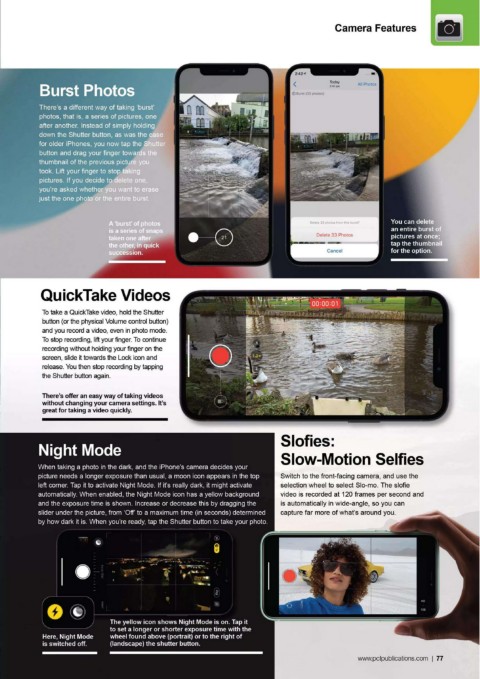 Camera Features
Burst Photos
There's a different way of taking 'burst'
photos, that is, a series of pictures, one
after another. Instead of simply holding
down the Shutter button, as was the case
for older iPhones, you now tap the Shutter
button and drag your finger towards the
thumbnail of the previous picture you
took. Lift your finger to stop taking
pictures. If you decide to delete one,
you're asked whether you want to erase
just the one photo or the entire burst.
A 'burst' of photos
is a series of snaps
taken one after
the other, in quick
succession.
Today
All Photos
Delete 23 Photos
Cancel
You can delete
an entire burst of
pictures at once;
tap the thumbnail
for the option.
QuickTake Videos
To take a QuickTake video, hold the Shutter
button (or the physical Volume control button)
and you record a video, even in photo mode.
To stop recording, lift your finger. To continue
recording without holding your finger on the
screen, slide it towards the Lock icon and
release. You then stop recording by tapping
the Shutter button again.
There's offer an easy way of taking videos
without changing your camera settings. It's
great for taking a video quickly.
00:00:01
Night Mode
When taking a photo in the dark, and the iPhone's camera decides your
picture needs a longer exposure than usual, a moon icon appears in the top
left corner. Tap it to activate Night Mode. If it's really dark, it might activate
automatically. When enabled, the Night Mode icon has a yellow background
and the exposure time is shown. Increase or decrease this by dragging the
slider under the picture, from 'Off' to a maximum time (in seconds) determined
by how dark it is. When you're ready, tap the Shutter button to take your photo.
Here, Night Mode
is switched off.
The yellow icon shows Night Mode is on. Tap it
to set a longer or shorter exposure time with the
wheel found above (portrait) or to the right of
(landscape) the shutter button.
Slofies:
Slow-Motion Selfies
Switch to the front-facing camera, and use the
selection wheel to select Slo-mo. The slofie
video is recorded at 120 frames per second and
is automatically in wide-angle, so you can
capture far more of what's around you.
www.pclpublications.com | 77